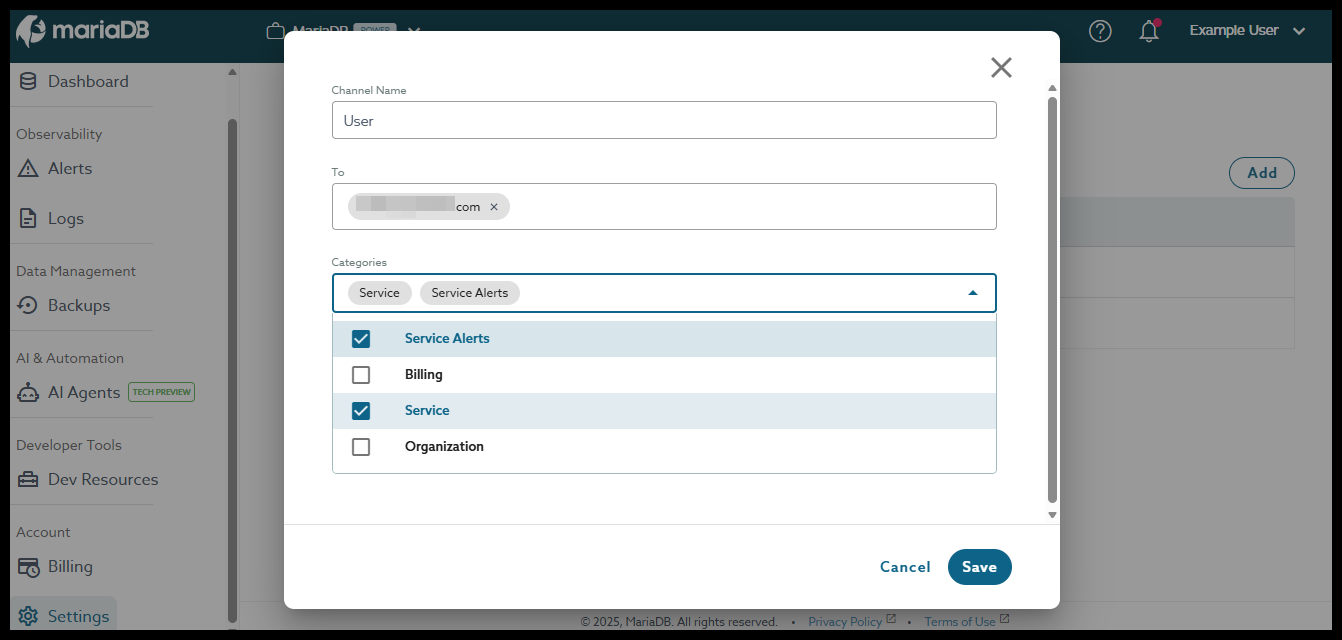 mariaDB
MariaDB POWER
Example User
Dashboard
Observability
Alerts
Logs
Data Management
Backups
AI & Automation
AI Agents TECH PREVIEW
Developer Tools
Dev Resources
Account
Billing
Settings
Add
Channel Name
User
To
com ×
Categories
Service Service Alerts
Service Alerts
Billing
Service
Organization
Cancel Save
© 2025, MariaDB. All rights reserved. • Privacy Policy • Terms of Use